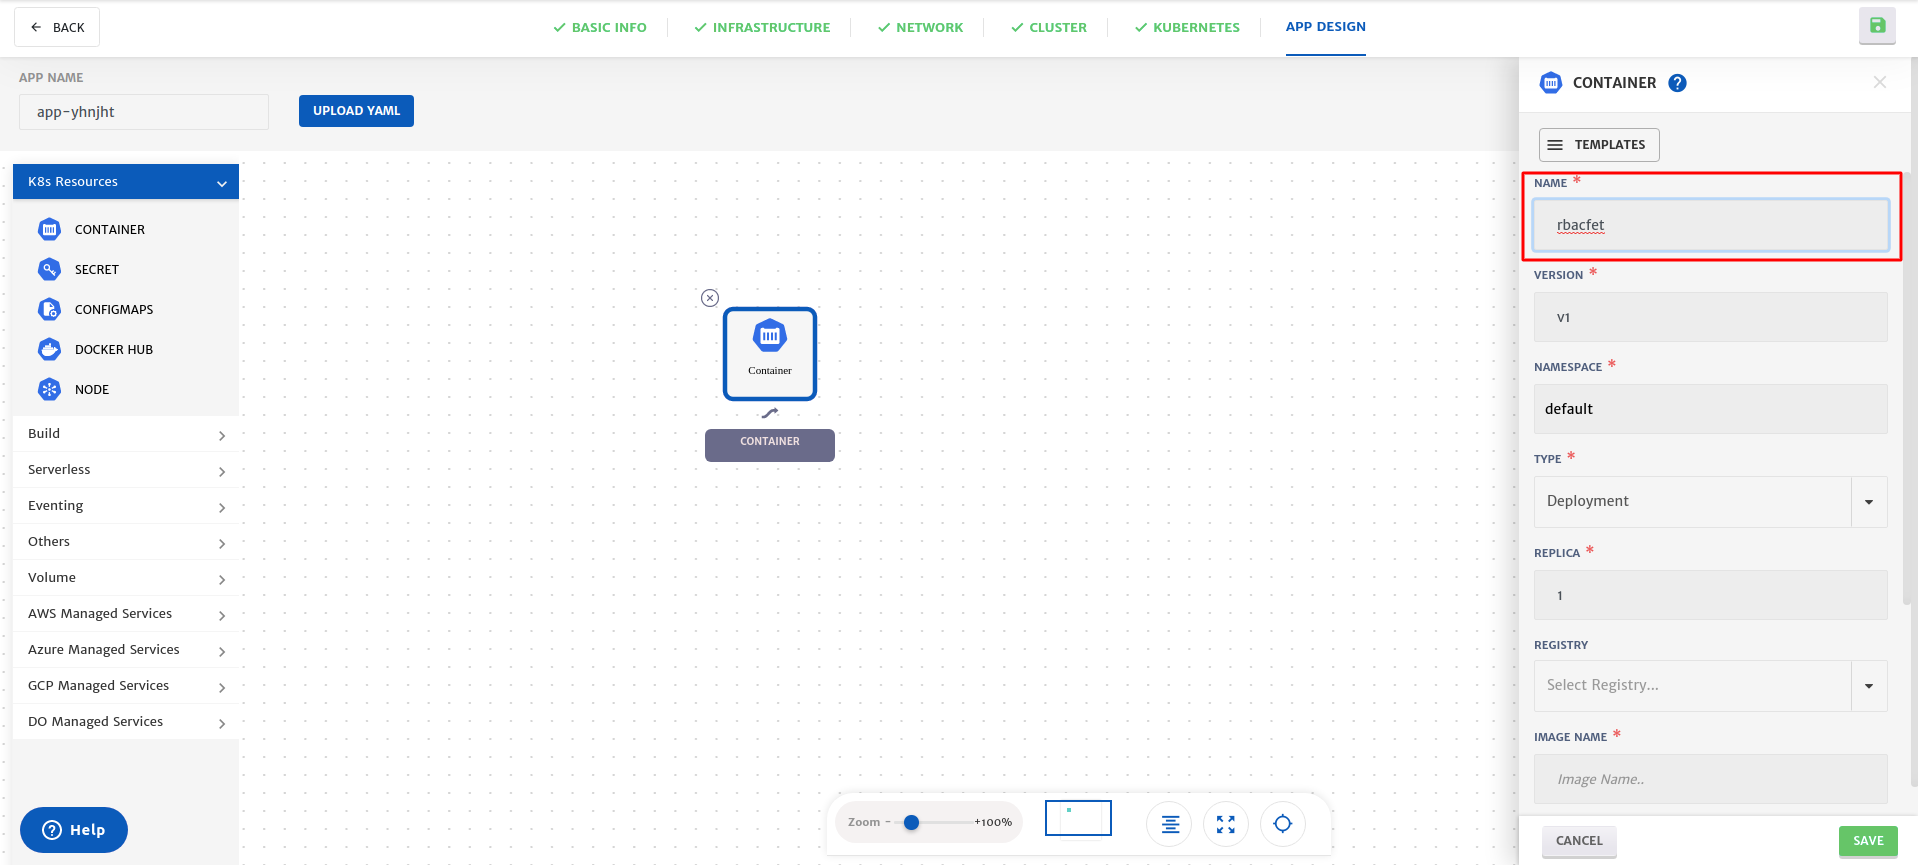 BACK
BASIC INFO
INFRASTRUCTURE
NETWORK
CLUSTER
KUBERNETES
APP DESIGN
APP NAME
app-yhnjht
UPLOAD YAML
K8s Resources
CONTAINER
SECRET
CONFIGMAPS
DOCKER HUB
NODE
Build
Serverless
Eventing
Others
Volume
AWS Managed Services
Azure Managed Services
GCP Managed Services
DO Managed Services
Help
Container
CONTAINER
Zoom - +100%
CONTAINER ?
TEMPLATES
NAME *
rbacfet
VERSION *
v1
NAMESPACE *
default
TYPE *
Deployment
REPLICA *
1
REGISTRY
Select Registry...
IMAGE NAME *
Image Name..
CANCEL
SAVE